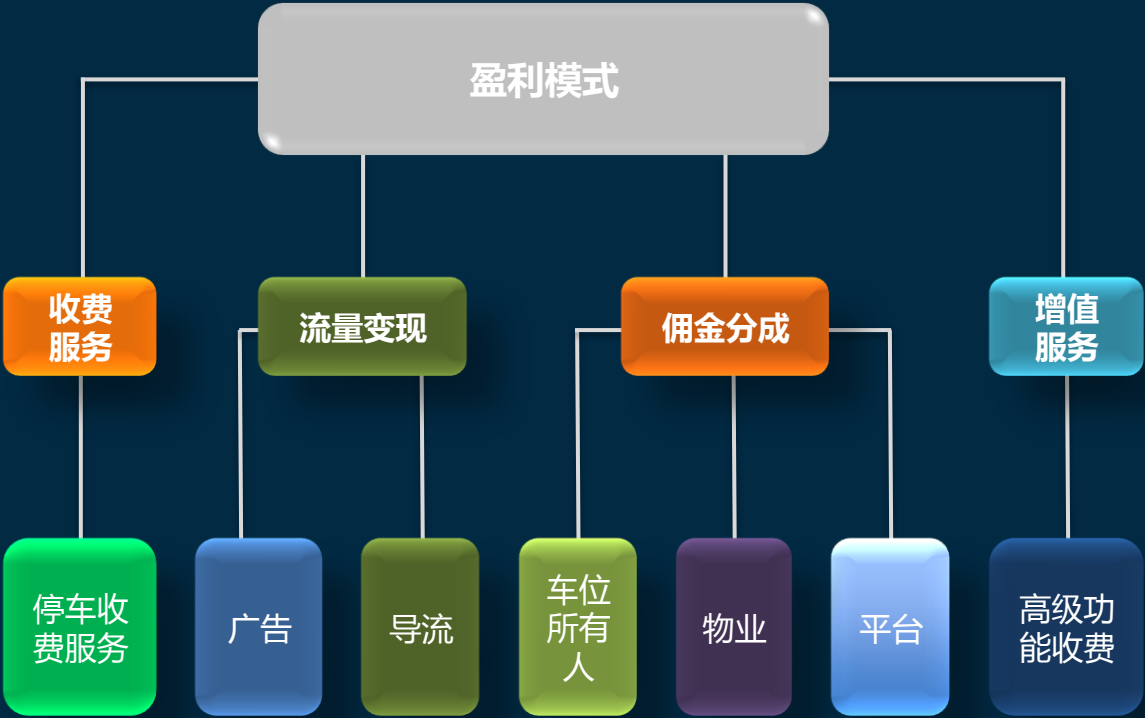 盈利模式
收费
服务
流量变现
佣金分成
增值
服务
停车收
费服务
广告
导流
车位
所有
人
物业
平台
高级功
能收费